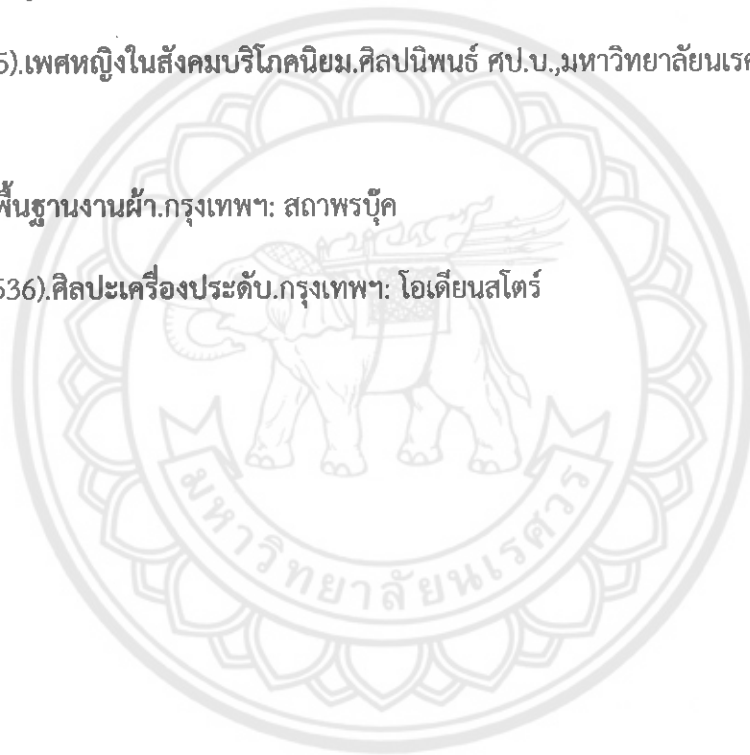 5).เพศหญิงในสังคมบริโภคนิยม.ศิลปนิพนธ์ ศป.บ.,มหาวิทยาลัยนเรศ
พื้นฐานงานผ้า.กรุงเทพฯ: สถาพรบุ๊ค
536).ศิลปะเครื่องประดับ.กรุงเทพฯ: โอเดียนสโตร์
มหาวิทยาลัยนเรศวร